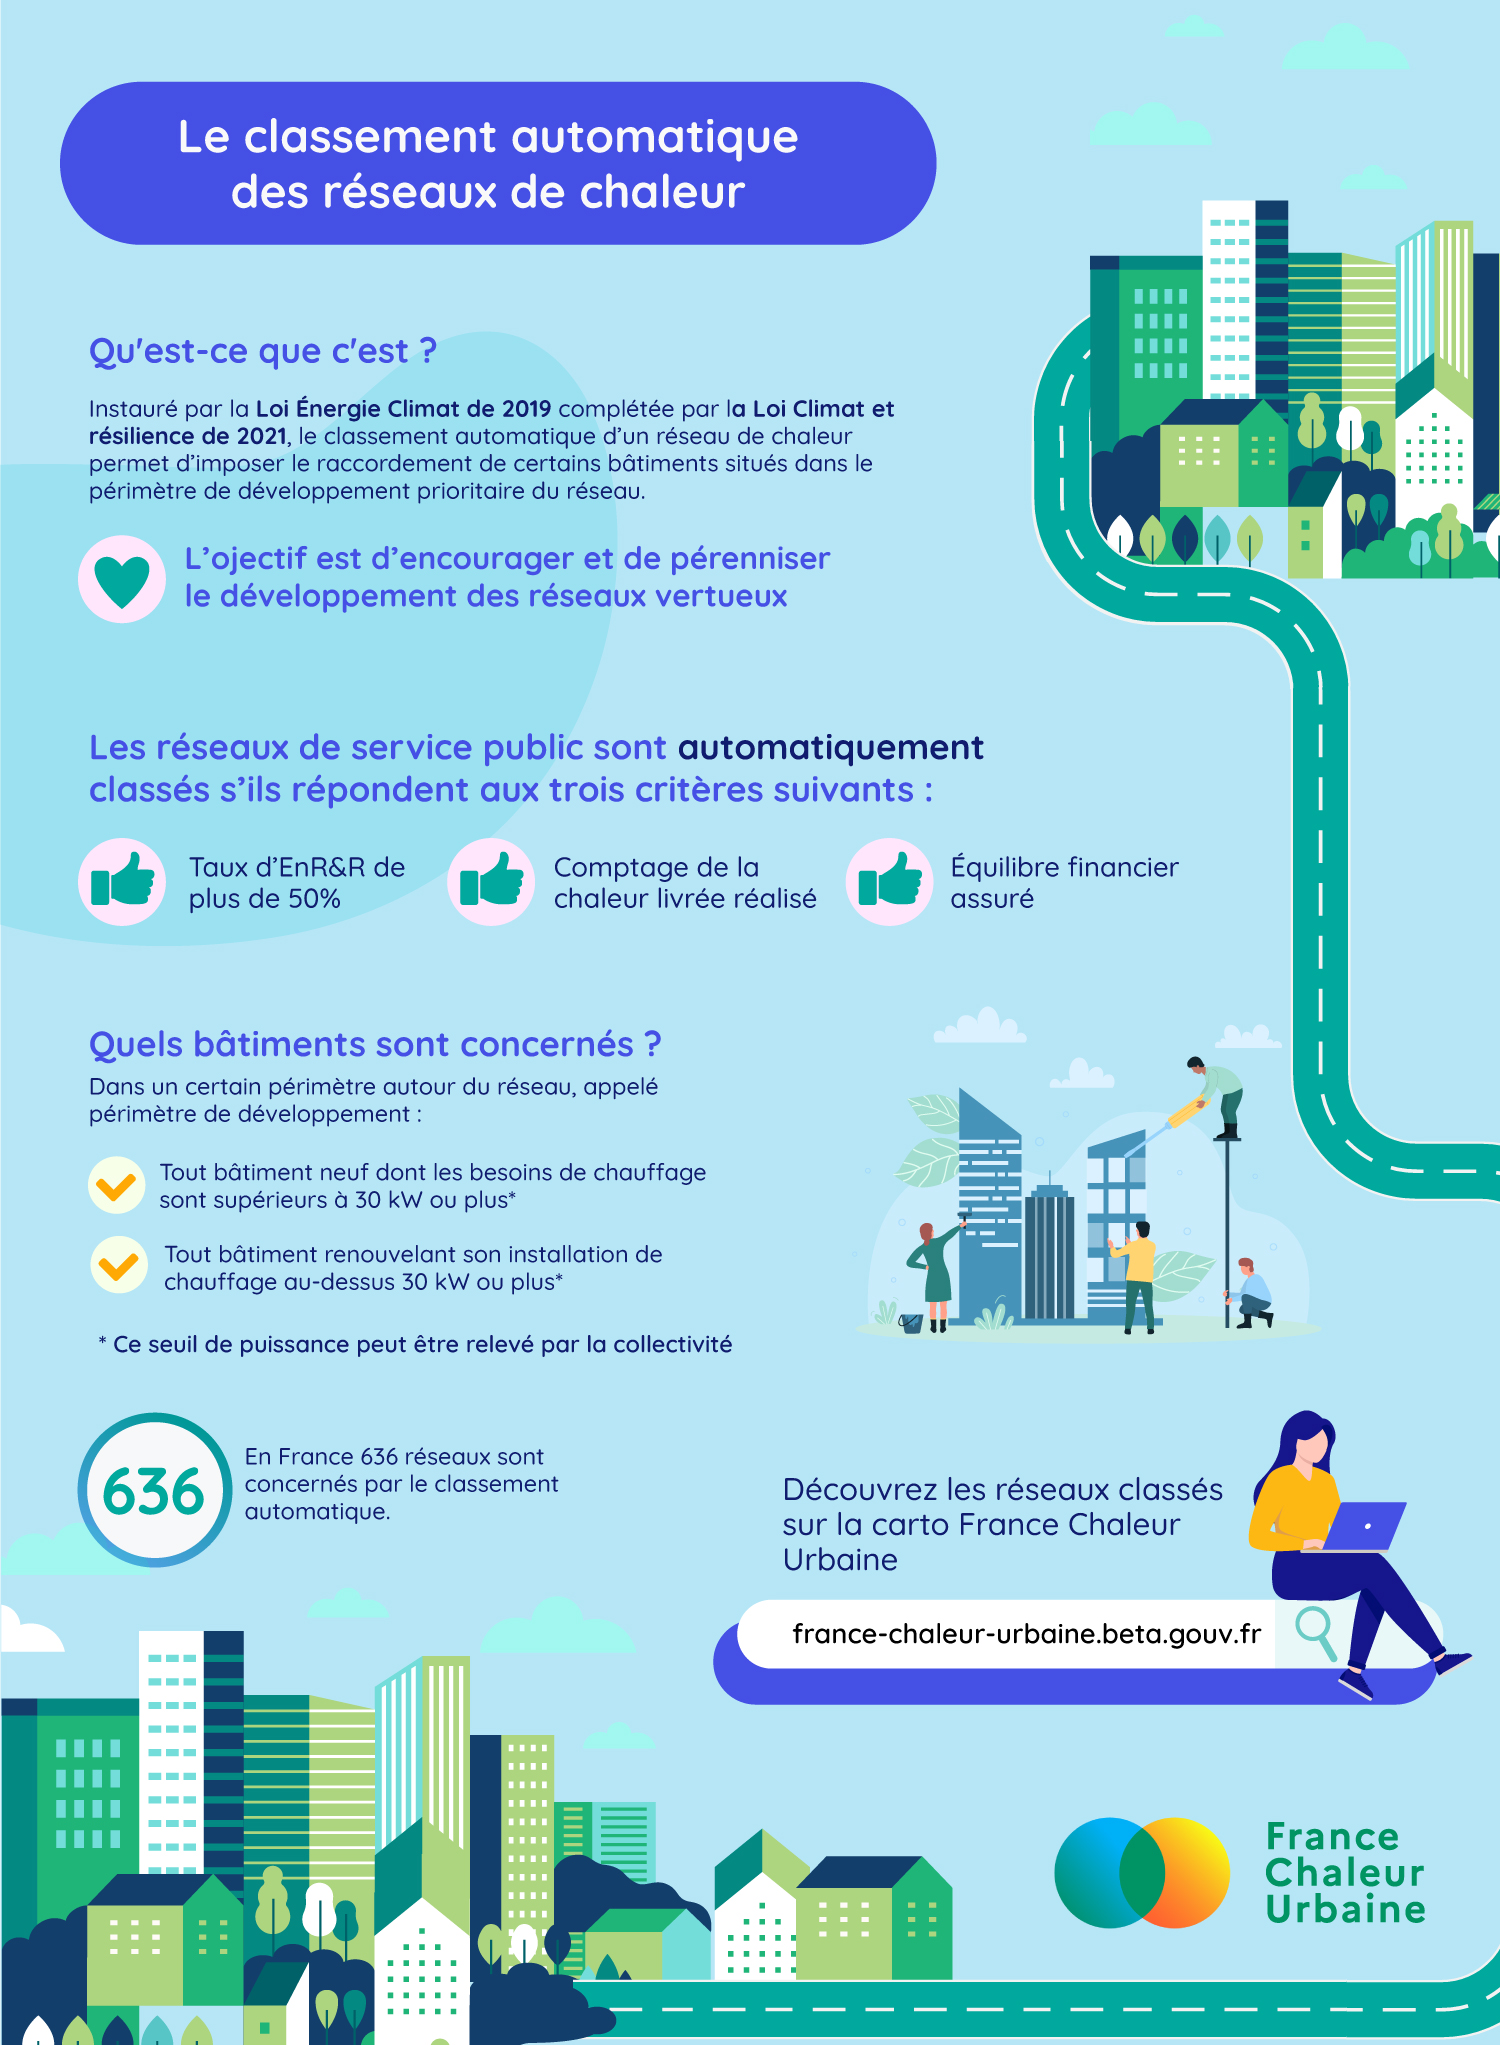 Le classement automatique
des réseaux de chaleur
Qu'est-ce que c'est ?
Instauré par la Loi Énergie Climat de 2019 complétée par la Loi Climat et
résilience de 2021, le classement automatique d’un réseau de chaleur
permet d’imposer le raccordement de certains bâtiments situés dans le
périmètre de développement prioritaire du réseau.
L’ojectif est d’encourager et de pérenniser
le développement des réseaux vertueux
Les réseaux de service public sont automatiquement
classés s’ils répondent aux trois critères suivants :
Taux d’EnR&R de
plus de 50%
Comptage de la
chaleur livrée réalisé
Équilibre financier
assuré
Quels bâtiments sont concernés ?
Dans un certain périmètre autour du réseau, appelé
périmètre de développement :
Tout bâtiment neuf dont les besoins de chauffage
sont supérieurs à 30 kW ou plus*
Tout bâtiment renouvelant son installation de
chauffage au-dessus 30 kW ou plus*
* Ce seuil de puissance peut être relevé par la collectivité
636
En France 636 réseaux sont
concernés par le classement
automatique.
Découvrez les réseaux classés
sur la carto France Chaleur
Urbaine
france-chaleur-urbaine.beta.gouv.fr
France
Chaleur
Urbaine